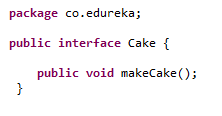 package co.edureka;
public interface Cake {
public void makeCake();
}